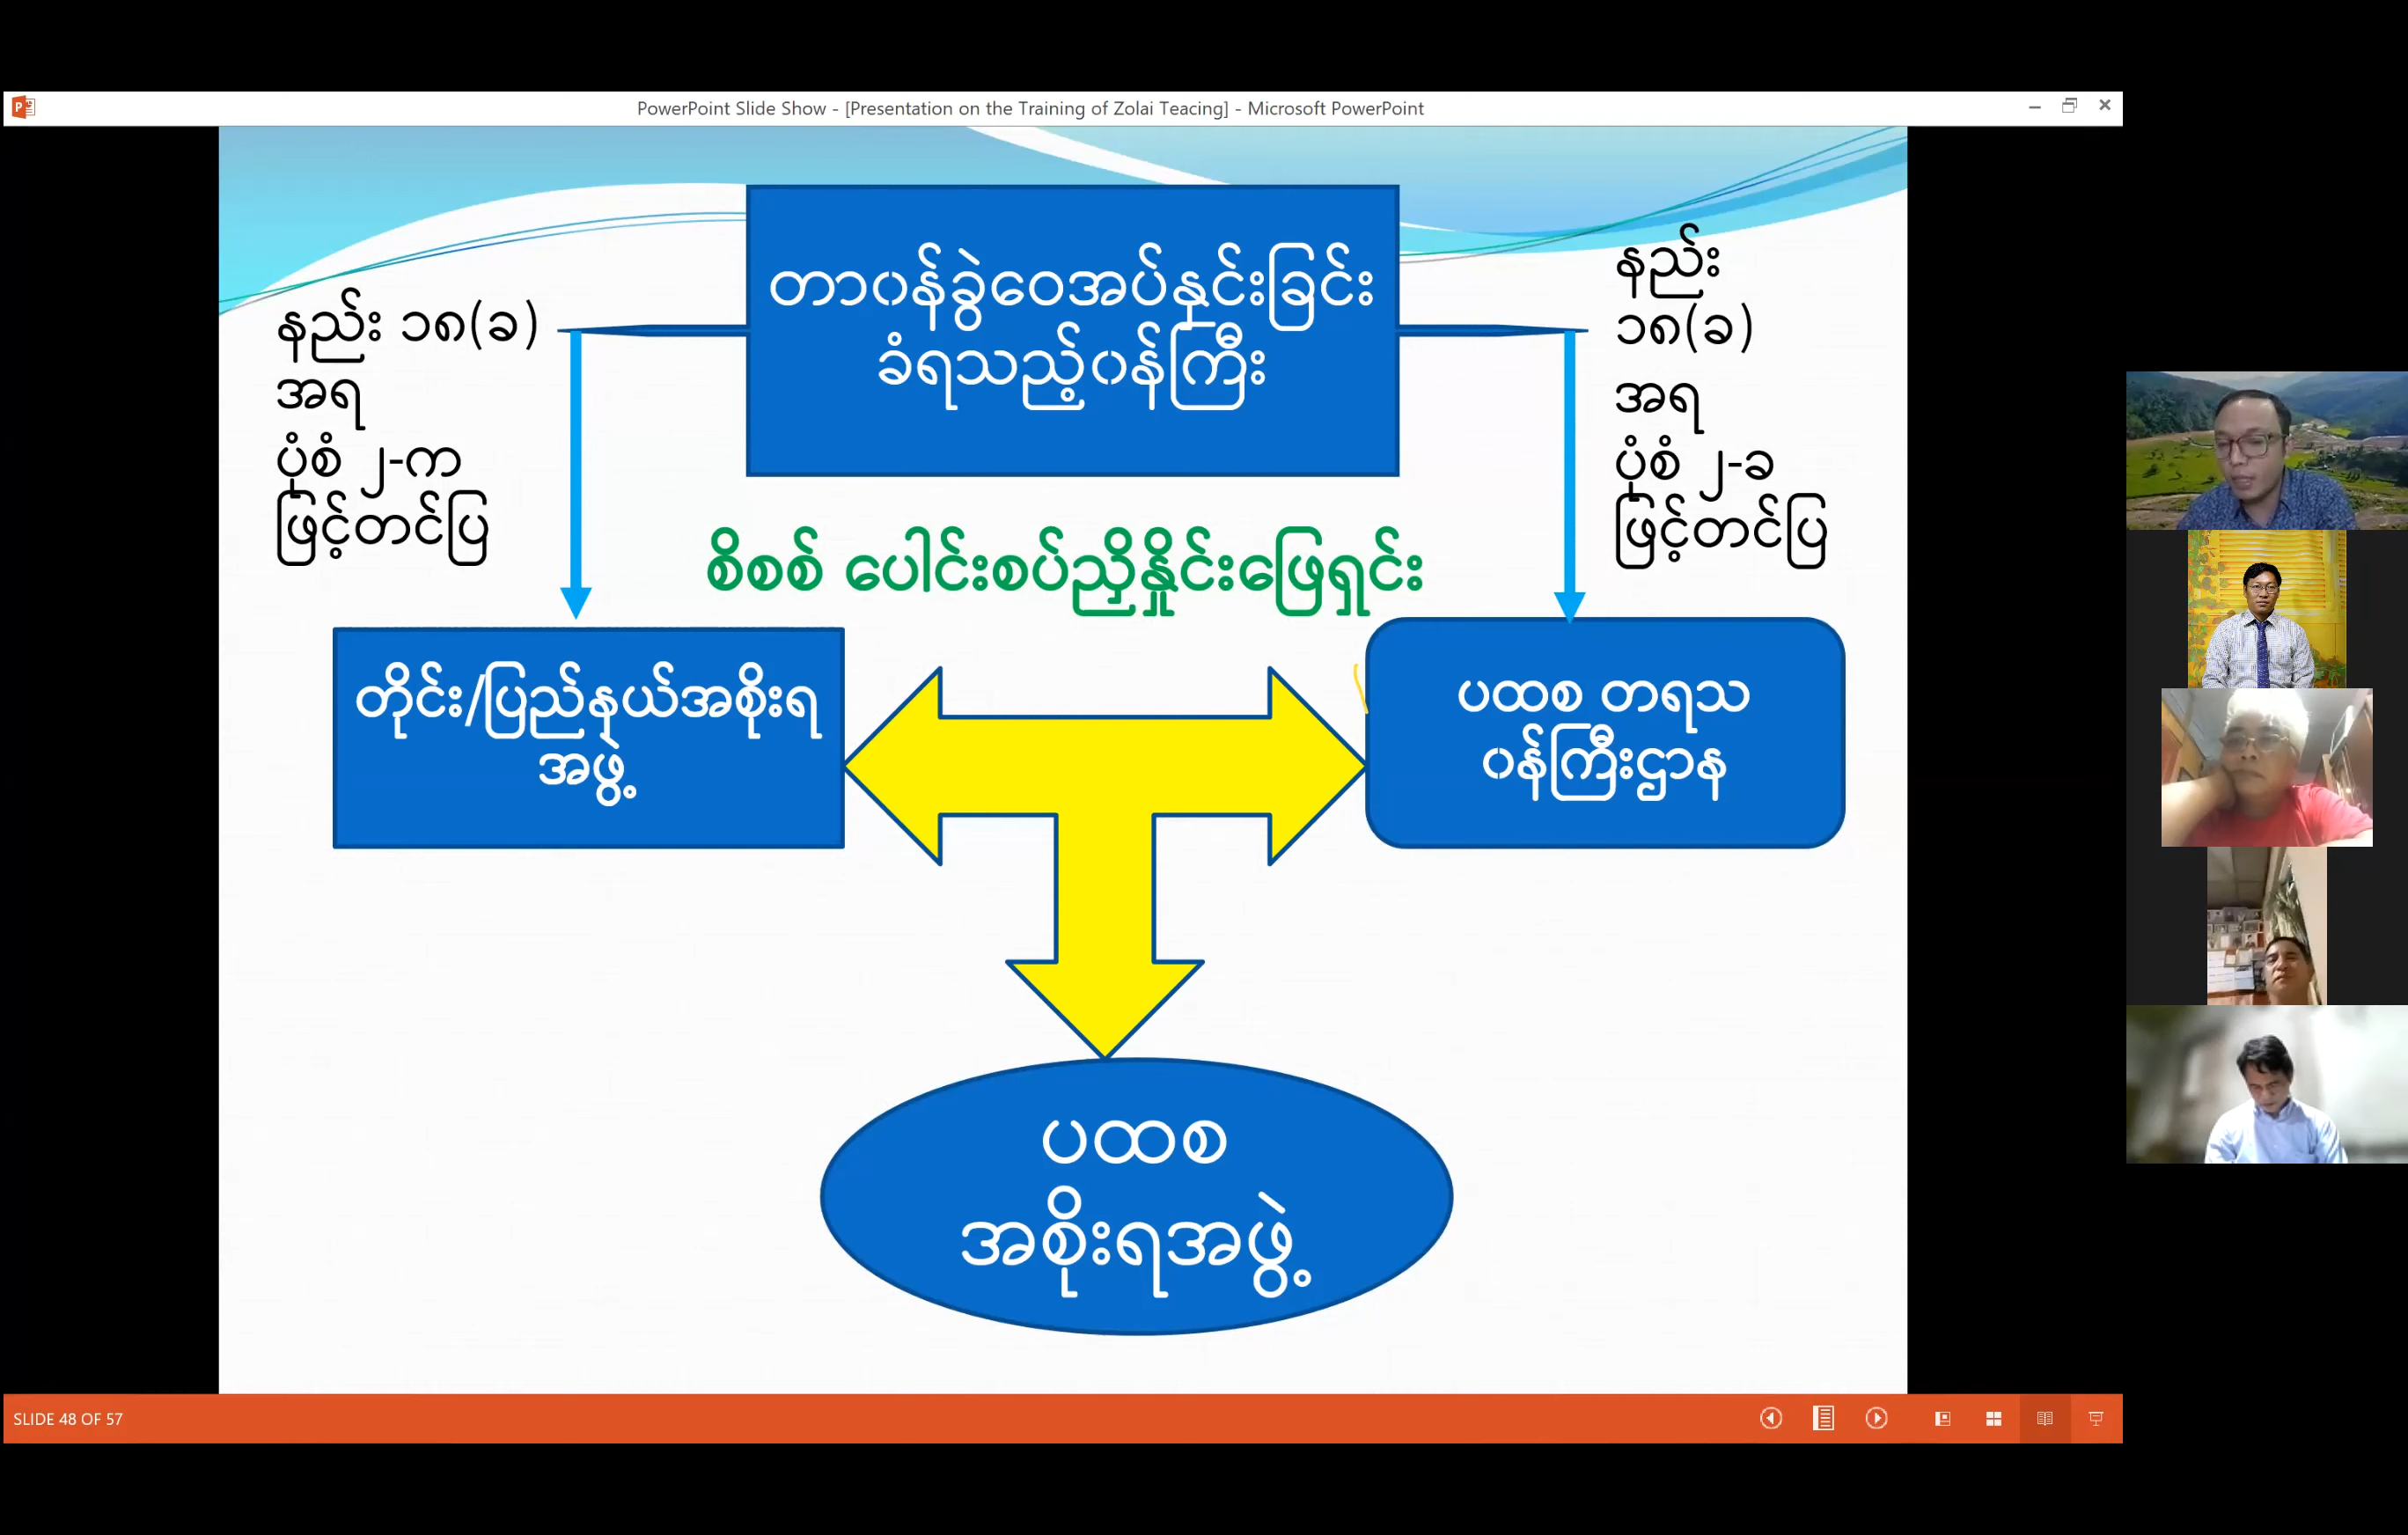 PowerPoint Slide Show - [Presentation on the Training of Zolai Teacing] - Microsoft PowerPoint
တာဝန်ခွဲဝေအပ်နှင်းခြင်း
ခံရသည့်ဝန်ကြီး
နည်း ၁၈(ခ)
အရ
ပုံစံ ၂-က
ဖြင့်တင်ပြ
နည်း
၁၈(ခ)
အရ
ပုံစံ ၂-ခ
ဖြင့်တင်ပြ
စိစစ် ပေါင်းစပ်ညှိနှိုင်းဖြေရှင်း
တိုင်း/ပြည်နယ်အစိုးရ
အဖွဲ့
ပထစ တရသ
ဝန်ကြီးဌာန
ပထစ
အစိုးရအဖွဲ့
SLIDE 48 OF 57